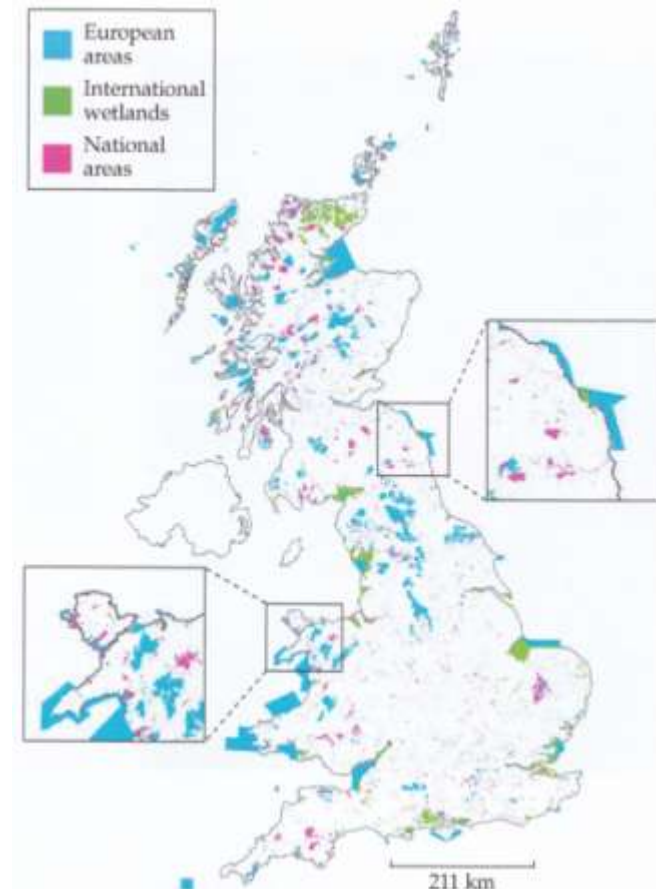 European
areas
International
wetlands
National
areas
211 km